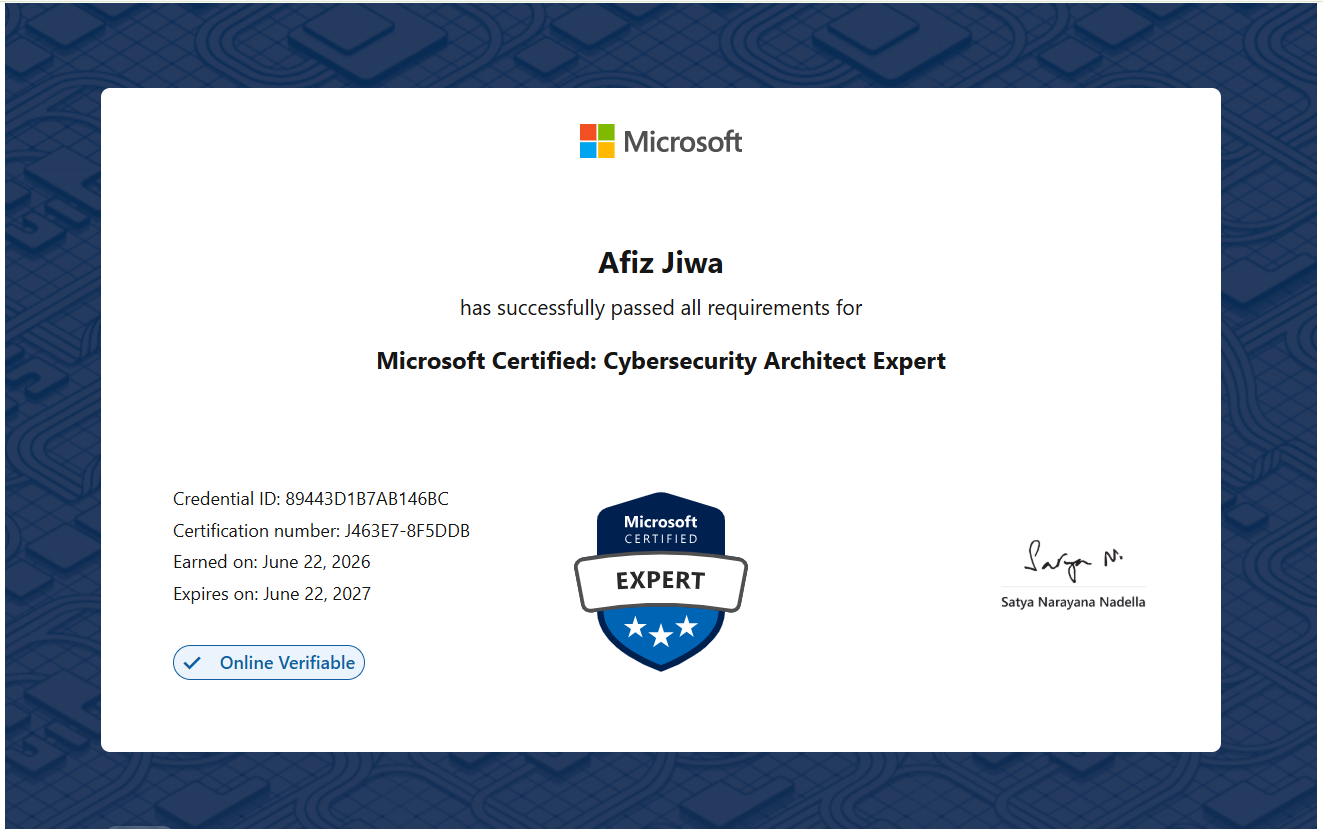 Microsoft
Afiz Jiwa
has successfully passed all requirements for
Microsoft Certified: Cybersecurity Architect Expert
Credential ID: 89443D1B7AB146BC
Certification number: J463E7-8F5DDB
Earned on: June 22, 2026
Expires on: June 22, 2027
Online Verifiable
Microsoft
CERTIFIED
EXPERT
Satya N.
Satya Narayana Nadella